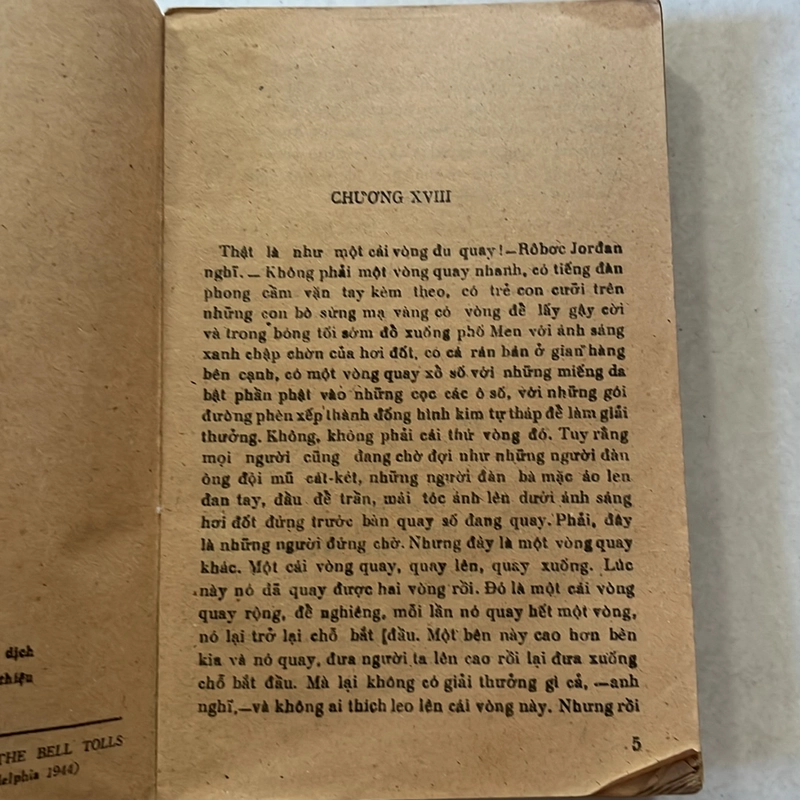 CHƯƠNG XVIII
Thật là như một cái vòng đu quay!—Rôbơc Jorđan
nghĩ.— Không phải một vòng quay nhanh, có tiếng đàn
phong cầm vặn tay kèm theo, có trẻ con cưỡi trên
những con bò sừng mạ vàng có vòng để lấy gậy cời
và trong bóng tối sớm đổ xuống phố Men với ánh sáng
xanh chập chờn của hơi đốt, có cá rán bán ở gian hàng
bên cạnh, có một vòng quay xổ số với những miếng da
bật phần phật vào những cọc các ô số, với những gói
đường phèn xếp thành đống hình kim tự tháp để làm giải
thưởng. Không, không phải cái thứ vòng đó. Tuy rằng
mọi người cũng đang chờ đợi như những người đàn
ông đội mũ cát-két, những người đàn bà mặc áo len
đan tay, đầu để trần, mái tóc ánh lên dưới ánh sáng
hơi đốt đứng trước bàn quay số đang quay. Phải, đây
là những người đứng chờ. Nhưng đây là một vòng quay
khác. Một cái vòng quay, quay lên, quay xuống. Lúc
này nó đã quay được hai vòng rồi. Đó là một cái vòng
quay rộng, để nghiêng, mỗi lần nó quay hết một vòng,
nó lại trở lại chỗ bắt [đầu. Một bên này cao hơn bên
kia và nó quay, đưa người ta lên cao rồi lại đưa xuống
chỗ bắt đầu. Mà lại không có giải thưởng gì cả, —anh
nghĩ,—và không ai thích leo lên cái vòng này. Nhưng rồi
5
dịch
thiệu
THE BELL TOLLS
delphia 1944)